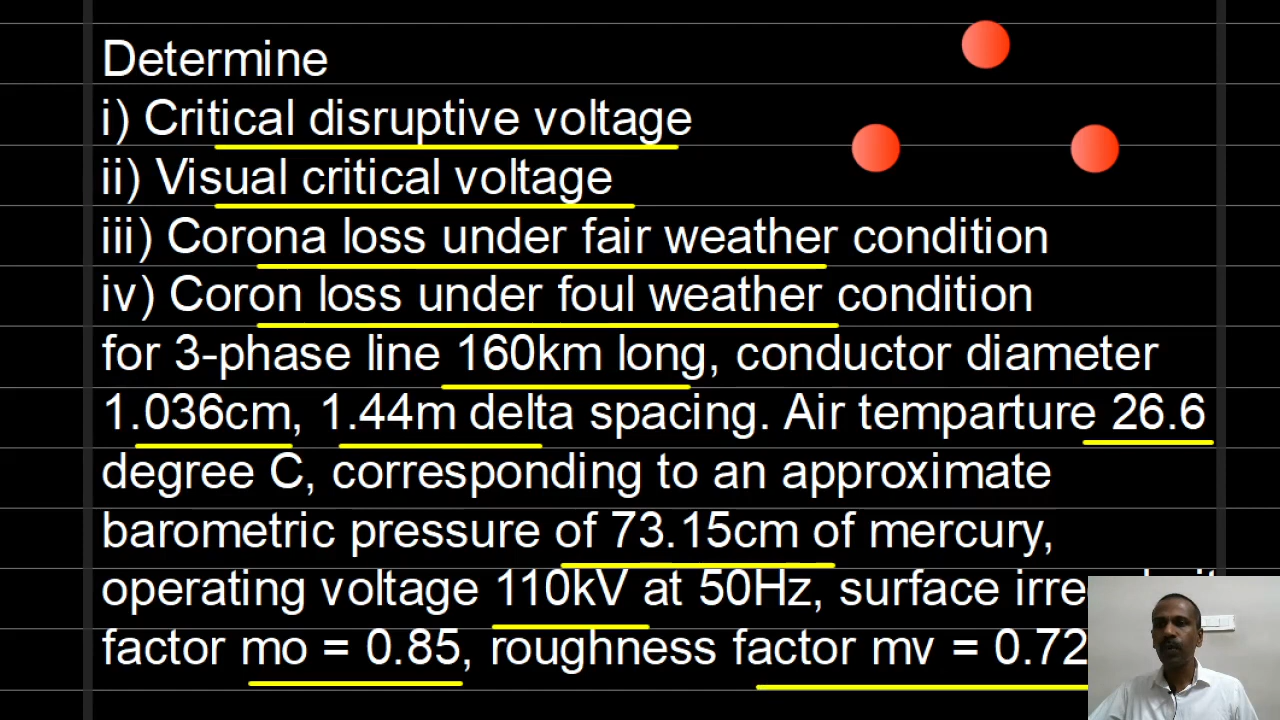 Determine
i) Critical disruptive voltage
ii) Visual critical voltage
iii) Corona loss under fair weather condition
iv) Coron loss under foul weather condition
for 3-phase line 160km long, conductor diameter
1.036cm, 1.44m delta spacing. Air temparture 26.6
degree C, corresponding to an approximate
barometric pressure of 73.15cm of mercury,
operating voltage 110kV at 50Hz, surface
factor mo = 0.85, roughness factor mv = 0.72